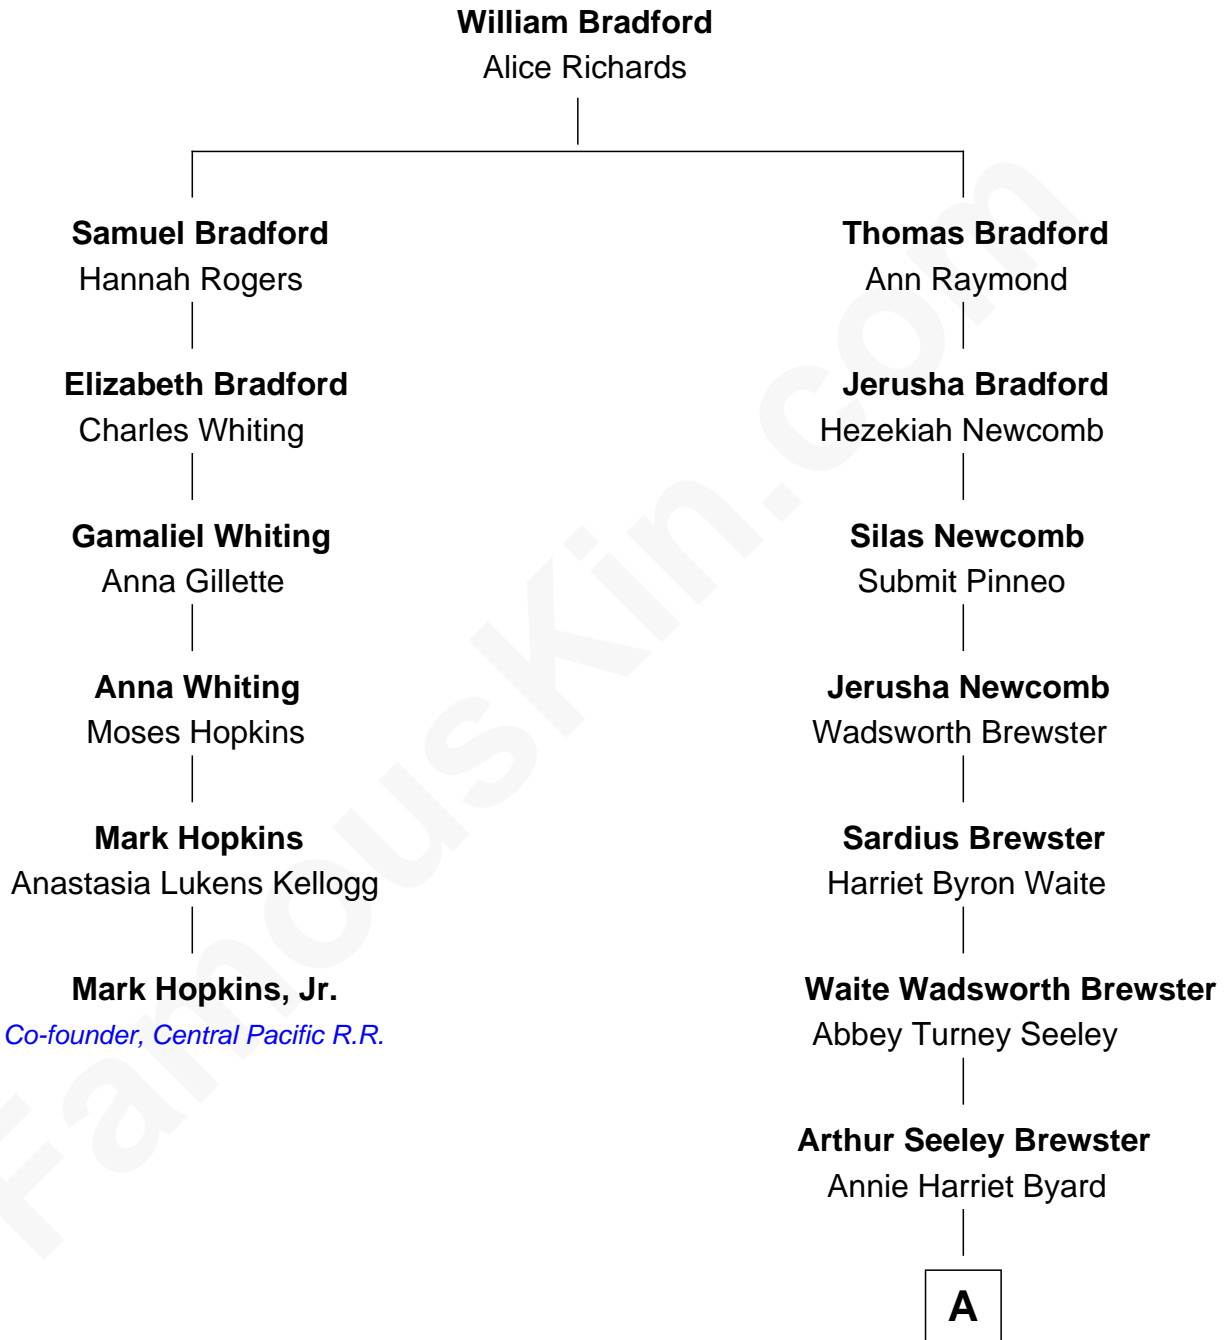 William Bradford
Alice Richards
Samuel Bradford
Hannah Rogers
Thomas Bradford
Ann Raymond
Elizabeth Bradford
Charles Whiting
Jerusha Bradford
Hezekiah Newcomb
Gamaliel Whiting
Anna Gillette
Silas Newcomb
Submit Pinneo
Anna Whiting
Moses Hopkins
Jerusha Newcomb
Wadsworth Brewster
Mark Hopkins
Anastasia Lukens Kellogg
Sardius Brewster
Harriet Byron Waite
Mark Hopkins, Jr.
Co-founder, Central Pacific R.R.
Waite Wadsworth Brewster
Abbey Turney Seeley
Arthur Seeley Brewster
Annie Harriet Byard
A
FamousKin.com